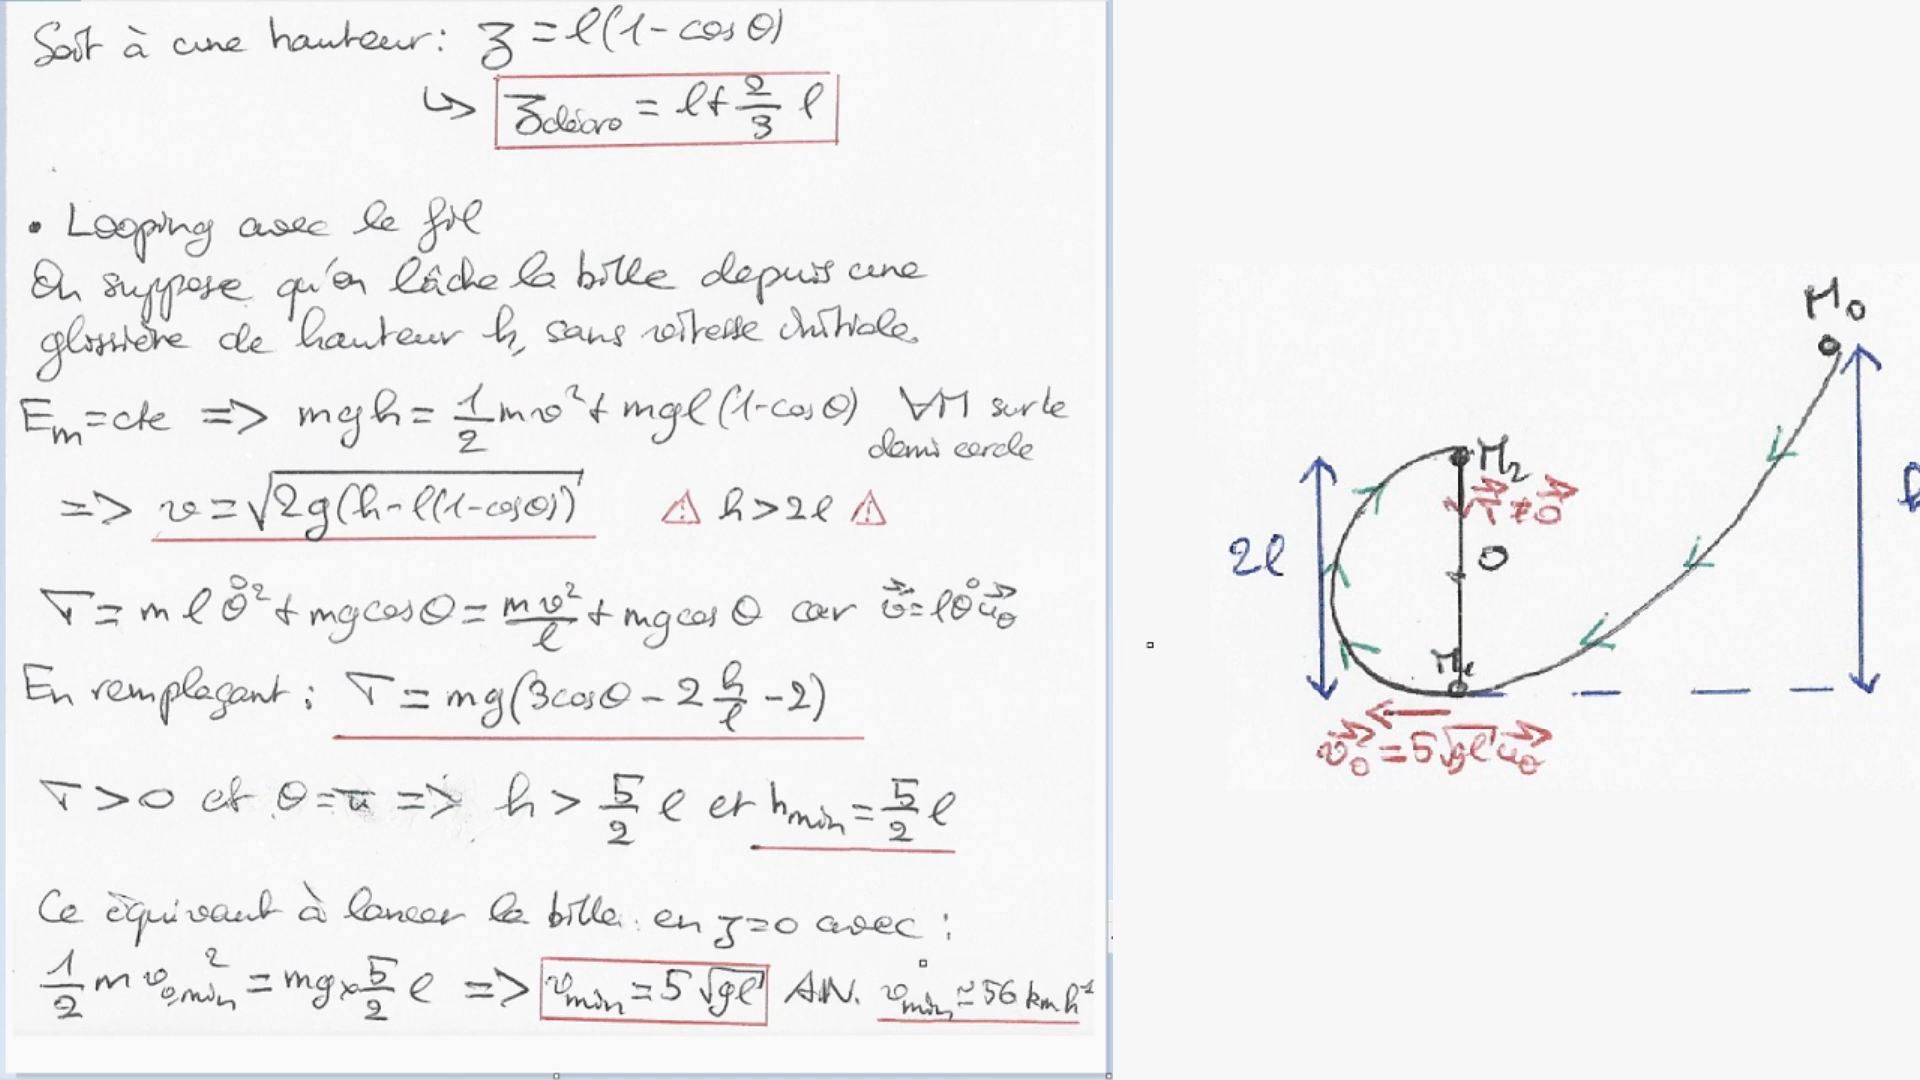 Soit à une hauteur : z = l(1-cos θ)
↳ z_décro = l + 2/3 l
• Looping avec le fil
On suppose qu'on lâche la bille depuis une
glissière de hauteur h, sans vitesse initiale.
E_m = cte => mgh = 1/2 mv² + mgl(1-cos θ) ∀M sur le
demi cercle
=> v = √(2g(h-l(1-cosθ))) ⚠ h > 2l ⚠
T = m l θ̇² + mg cos θ = mv²/l + mg cos θ car v⃗ = lθ̇ u⃗_θ
En remplaçant : T = mg(3cosθ - 2 h/l - 2)
T > 0 et θ = π => h > 5/2 l et h_min = 5/2 l
Ce équivaut à lancer la bille en z=0 avec :
1/2 m v²_0,min = mg × 5/2 l => v_min = 5 √gl AN. v_min ≃ 56 km h⁻¹
M₀
M₂
T⃗ ≠ 0⃗
2l
O
h
M₁
v⃗₀ = 5√gl u⃗_θ